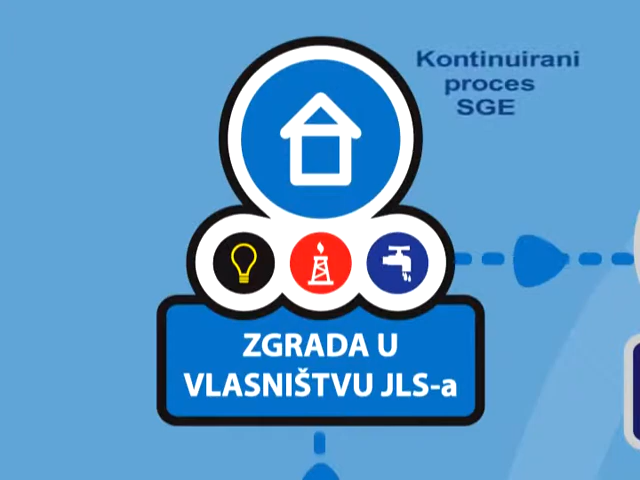 Kontinuirani
proces
SGE
ZGRADA U
VLASNIŠTVU JLS-a